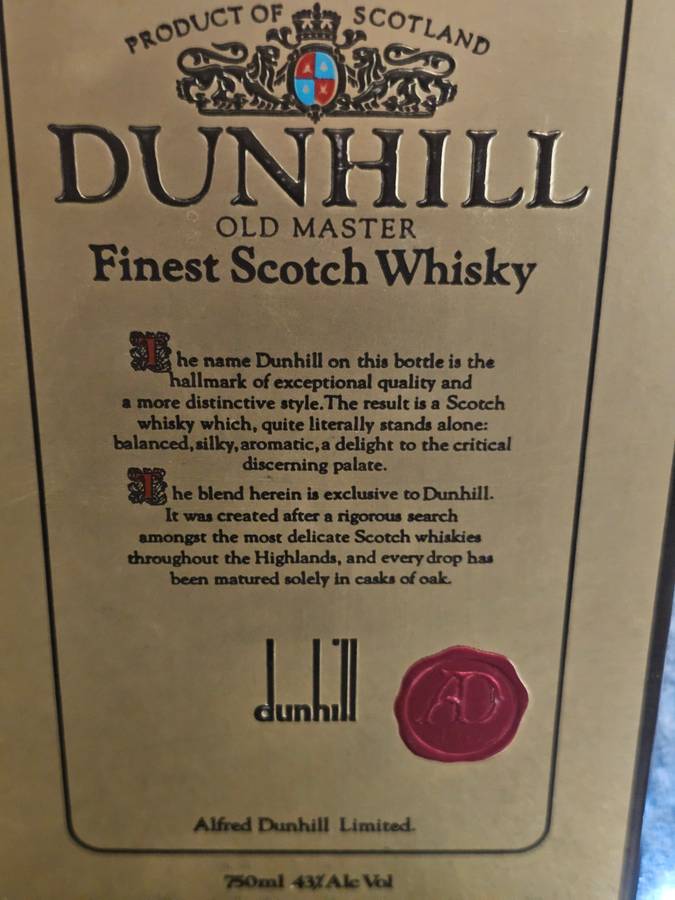 PRODUCT OF SCOTLAND
DUNHILL
OLD MASTER
Finest Scotch Whisky
The name Dunhill on this bottle is the
hallmark of exceptional quality and
a more distinctive style. The result is a Scotch
whisky which, quite literally stands alone:
balanced, silky, aromatic, a delight to the critical
discerning palate.
The blend herein is exclusive to Dunhill.
It was created after a rigorous search
amongst the most delicate Scotch whiskies
throughout the Highlands, and every drop has
been matured solely in casks of oak.
dunhill
AD
Alfred Dunhill Limited.
750ml 43% Alc Vol